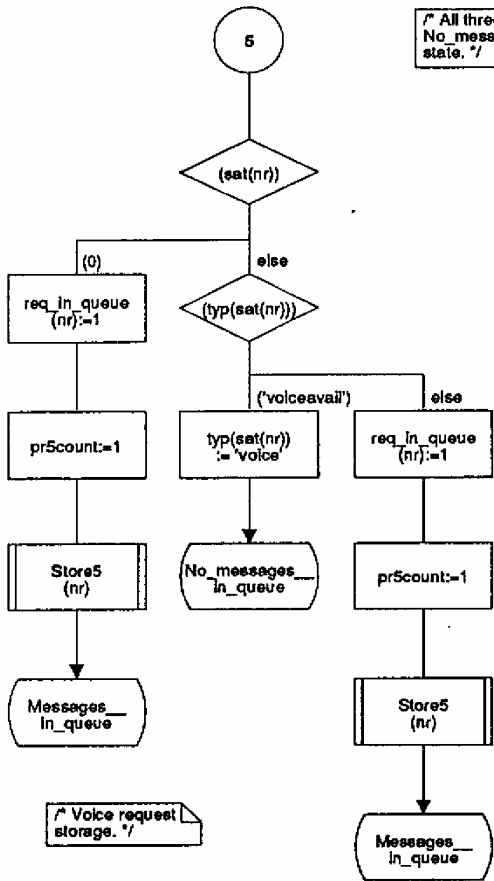 5
/* All thre
No_mess
state. */
(sat(nr))
(0)
else
req_in_queue
(nr):=1
(typ(sat(nr)))
('voiceavail')
else
pr5count:=1
typ(sat(nr))
:= 'voice'
req_in_queue
(nr):=1
Store5
(nr)
No_messages__
in_queue
pr5count:=1
Messages__
in_queue
Store5
(nr)
/* Voice request
storage. */
Messages__
in_queue